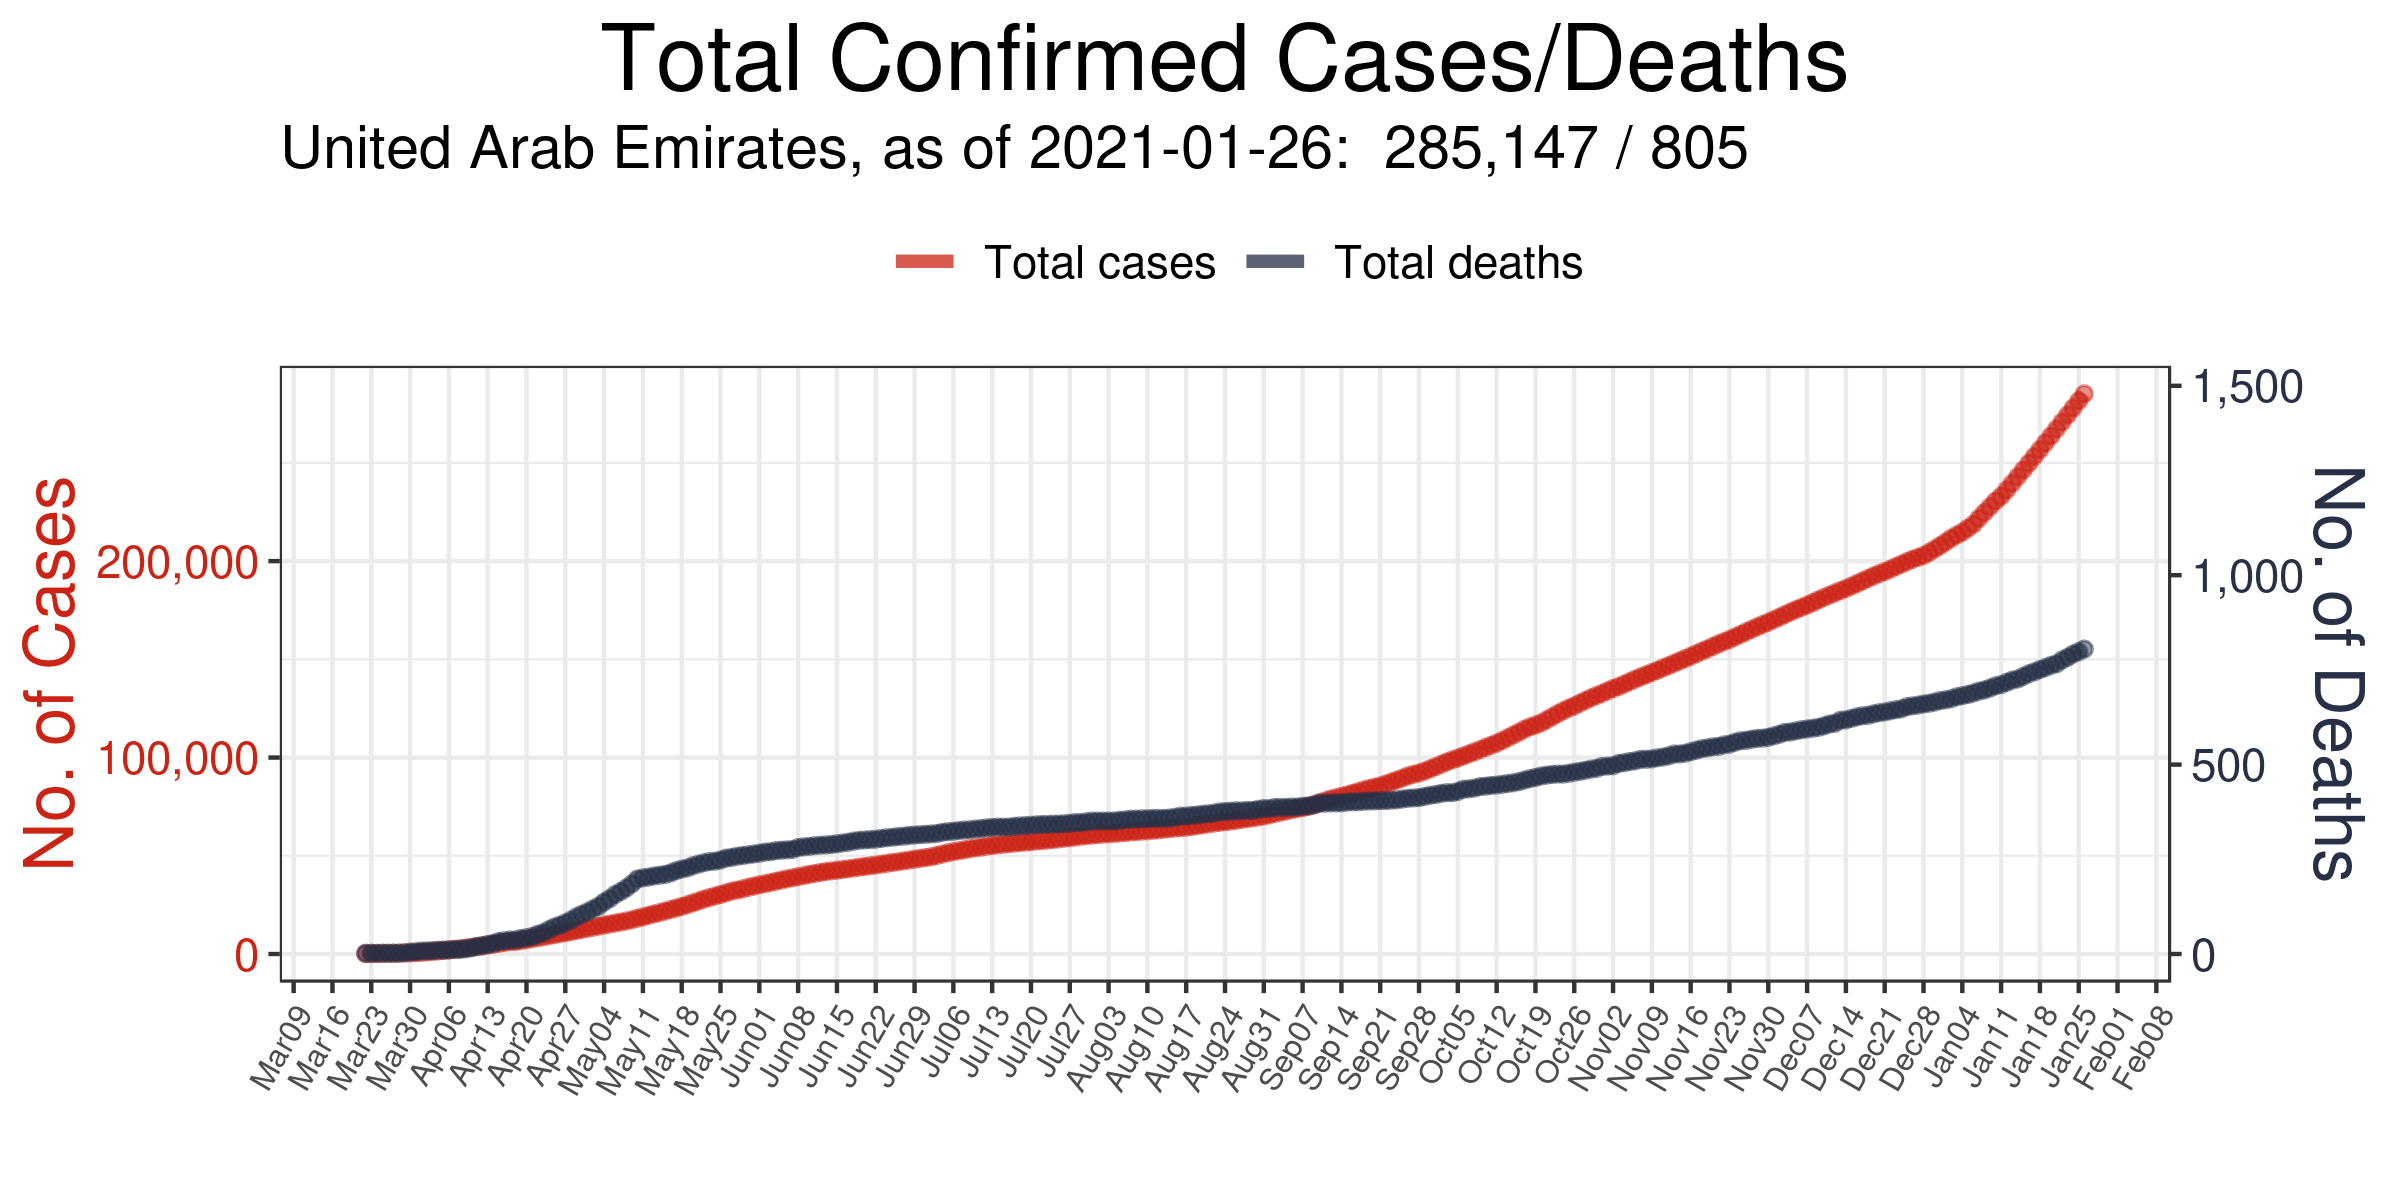 Total Confirmed Cases/Deaths
United Arab Emirates, as of 2021-01-26:  285,147 / 805
Total cases
Total deaths
No. of Cases
200,000
100,000
0
1,500
1,000
500
0
No. of Deaths
Mar09
Mar16
Mar23
Mar30
Apr06
Apr13
Apr20
Apr27
May04
May11
May18
May25
Jun01
Jun08
Jun15
Jun22
Jun29
Jul06
Jul13
Jul20
Jul27
Aug03
Aug10
Aug17
Aug24
Aug31
Sep07
Sep14
Sep21
Sep28
Oct05
Oct12
Oct19
Oct26
Nov02
Nov09
Nov16
Nov23
Nov30
Dec07
Dec14
Dec21
Dec28
Jan04
Jan11
Jan18
Jan25
Feb01
Feb08